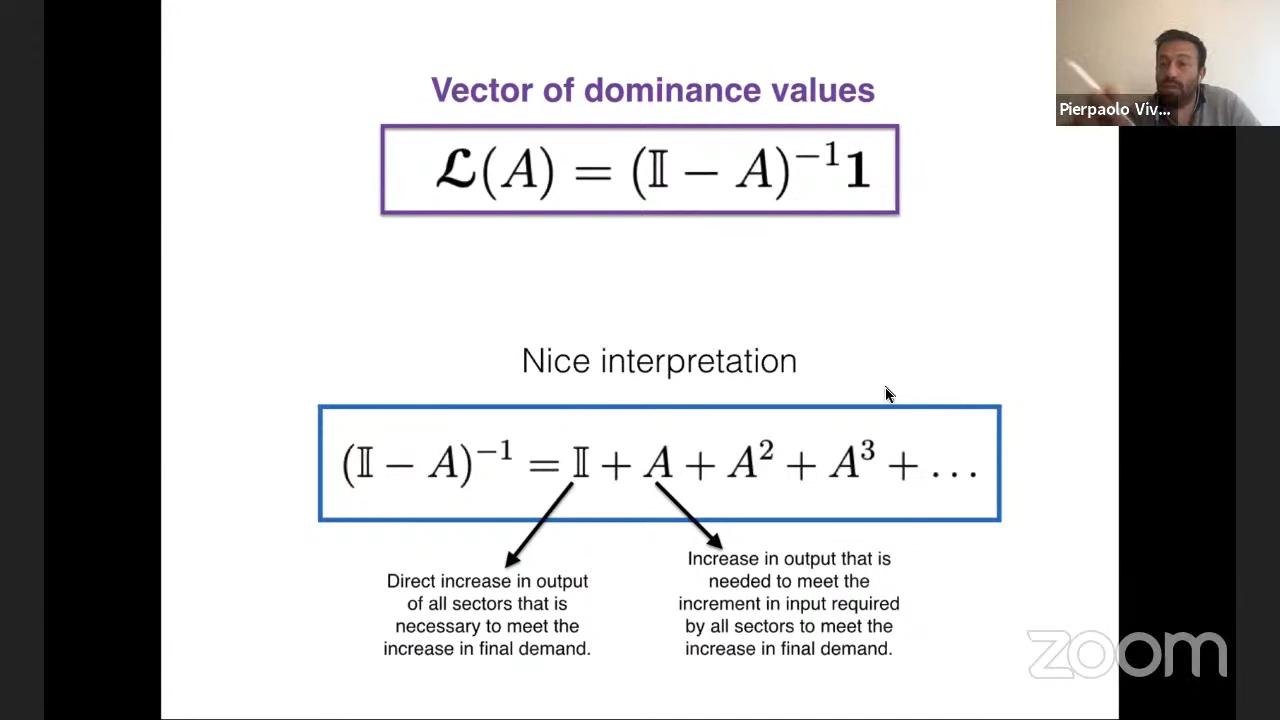 Vector of dominance values
𝓛(A) = (𝕀 − A)⁻¹𝟏
Pierpaolo Viv...
Nice interpretation
(𝕀 − A)⁻¹ = 𝕀 + A + A² + A³ + ...
Direct increase in output
of all sectors that is
necessary to meet the
increase in final demand.
Increase in output that is
needed to meet the
increment in input required
by all sectors to meet the
increase in final demand.
zoom